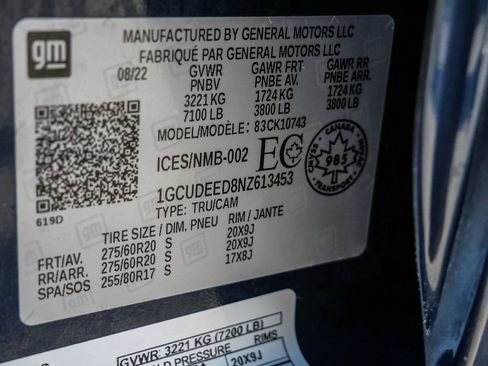 gm
MANUFACTURED BY GENERAL MOTORS LLC
FABRIQUÉ PAR GENERAL MOTORS LLC
08/22 GVWR GAWR FRT GAWR RR
PNBV PNBE AV. PNBE ARR.
3221 KG 1724 KG 1724 KG
7100 LB 3800 LB 3800 LB
MODEL/MODÈLE: 83CK10743
ICES/NMB-002 EC CANADA 985
1GCUDEED8NZ613453
619D
TYPE: TRU/CAM
TIRE SIZE / DIM. PNEU RIM / JANTE
FRT/AV. 275/60R20 S 20X9J
RR/ARR. 275/60R20 S 20X9J
SPA/SOS 255/80R17 S 17X8J
GVWR: 3221 KG (7200 LB)
PRESSURE RIMS
20X9J